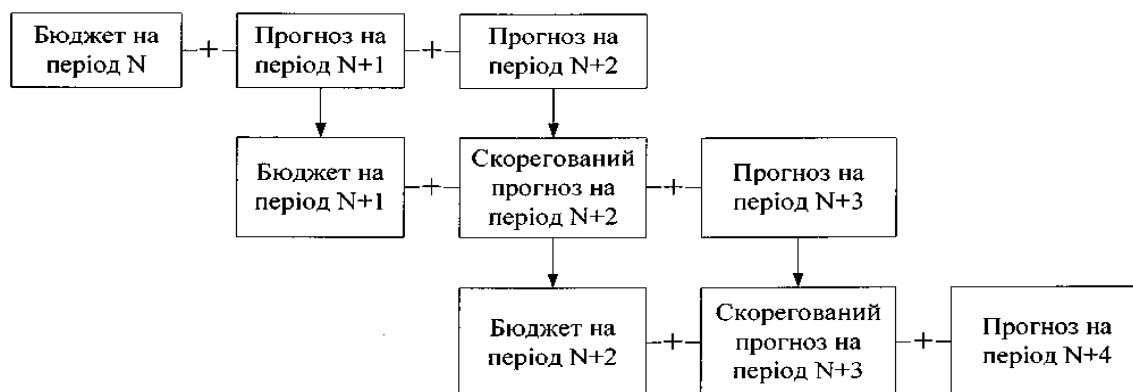 Бюджет на
період N
+
Прогноз на
період N+1
+
Прогноз на
період N+2
Бюджет на
період N+1
+
Скорегований
прогноз на
період N+2
+
Прогноз на
період N+3
Бюджет на
період N+2
+
Скорегований
прогноз на
період N+3
+
Прогноз на
період N+4